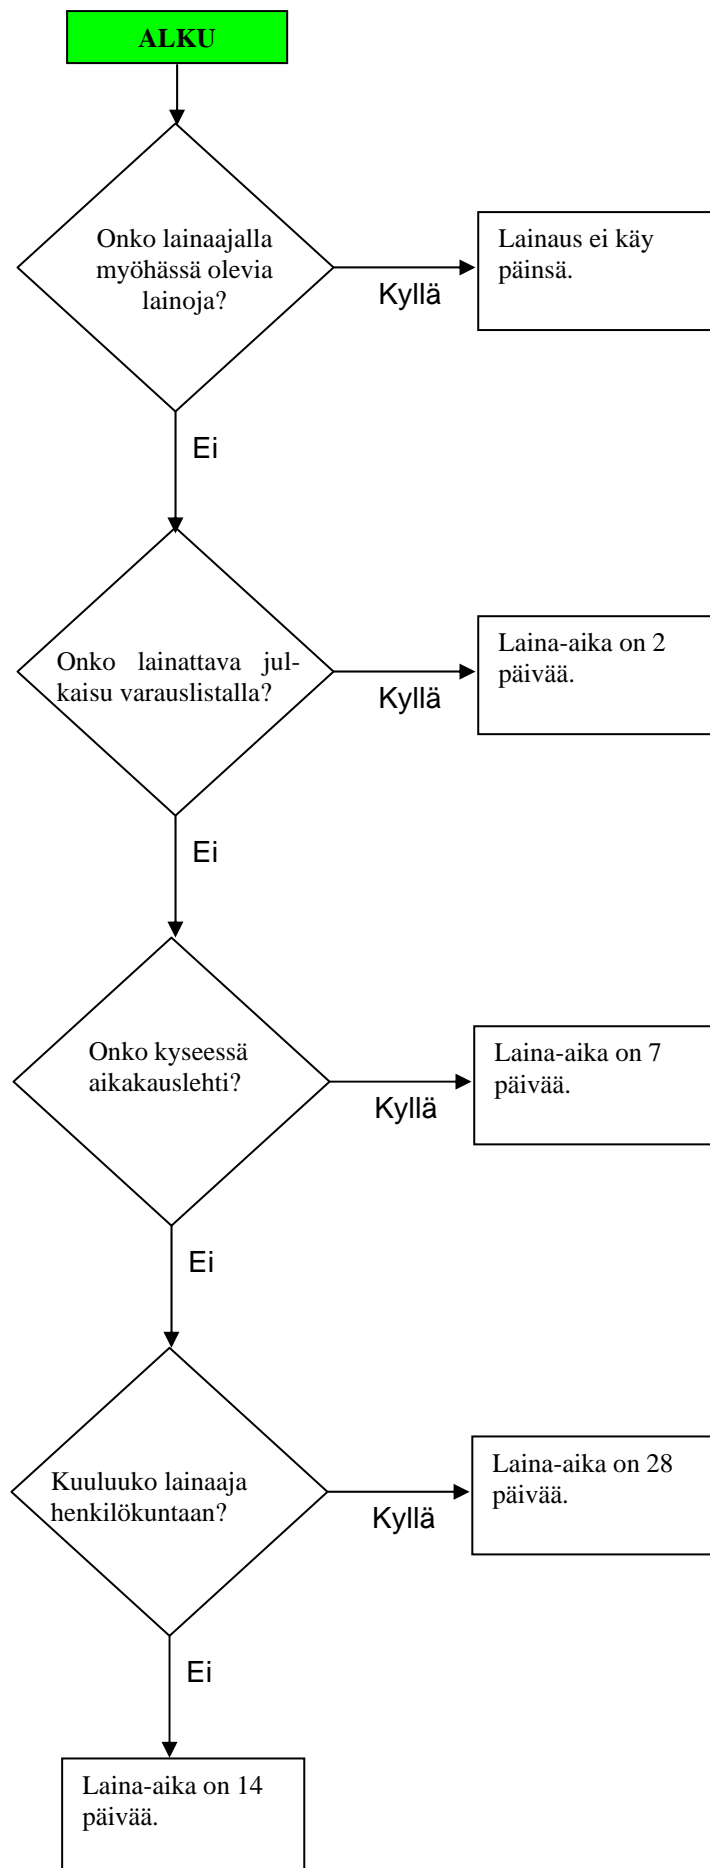 ALKU
Onko lainaajalla
myöhässä olevia
lainoja?
Kyllä
Lainaus ei käy
päinsä.
Ei
Onko lainattava jul-
kaisu varauslistalla?
Kyllä
Laina-aika on 2
päivää.
Ei
Onko kyseessä
aikakauslehti?
Kyllä
Laina-aika on 7
päivää.
Ei
Kuuluuko lainaaja
henkilökuntaan?
Kyllä
Laina-aika on 28
päivää.
Ei
Laina-aika on 14
päivää.